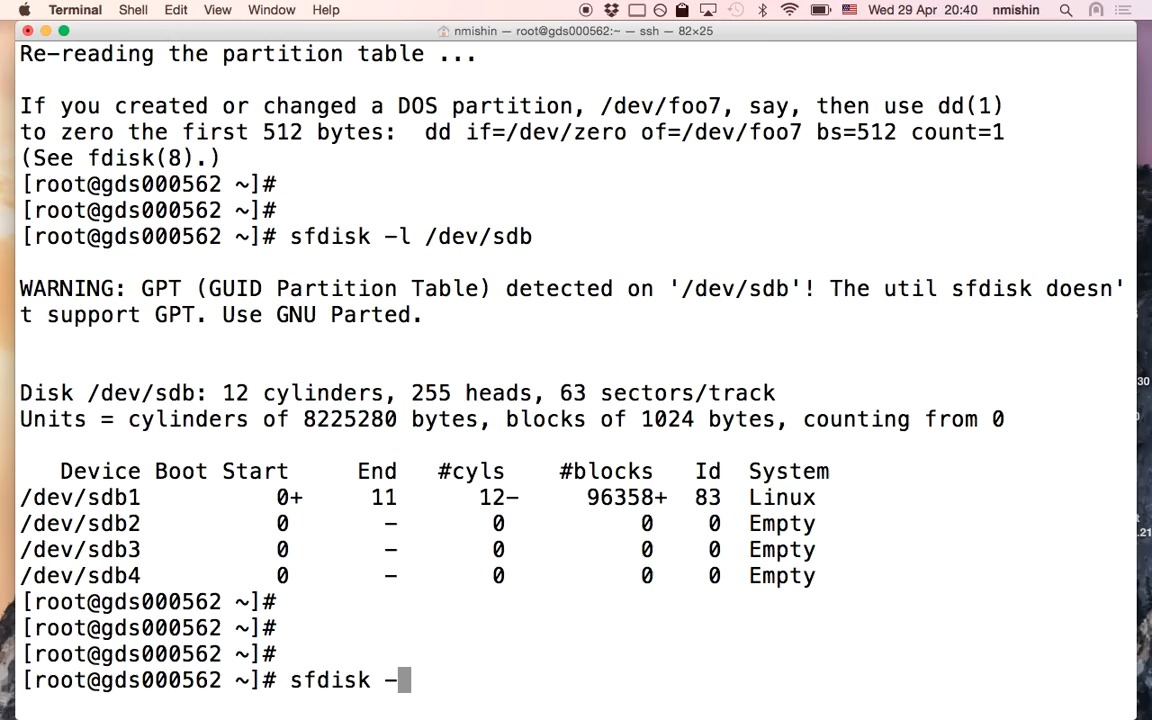 Terminal Shell Edit View Window Help Wed 29 Apr 20:40 nmishin
nmishin — root@gds000562:~ — ssh — 82×25
Re-reading the partition table ...
If you created or changed a DOS partition, /dev/foo7, say, then use dd(1)
to zero the first 512 bytes:  dd if=/dev/zero of=/dev/foo7 bs=512 count=1
(See fdisk(8).)
[root@gds000562 ~]#
[root@gds000562 ~]#
[root@gds000562 ~]# sfdisk -l /dev/sdb
WARNING: GPT (GUID Partition Table) detected on '/dev/sdb'! The util sfdisk doesn'
t support GPT. Use GNU Parted.
Disk /dev/sdb: 12 cylinders, 255 heads, 63 sectors/track
Units = cylinders of 8225280 bytes, blocks of 1024 bytes, counting from 0
Device Boot Start     End   #cyls    #blocks   Id  System
/dev/sdb1          0+     11      12-     96358+  83  Linux
/dev/sdb2          0      -       0          0    0  Empty
/dev/sdb3          0      -       0          0    0  Empty
/dev/sdb4          0      -       0          0    0  Empty
[root@gds000562 ~]#
[root@gds000562 ~]#
[root@gds000562 ~]#
[root@gds000562 ~]# sfdisk -